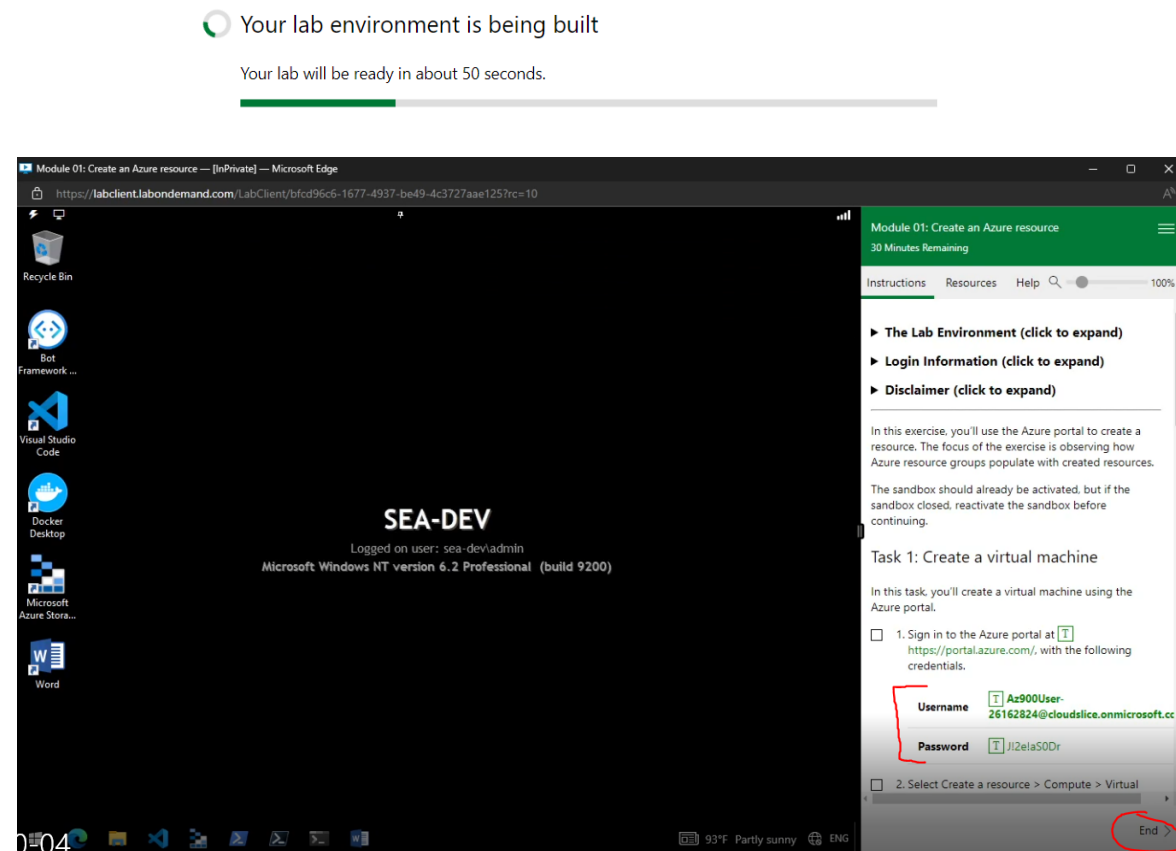 Your lab environment is being built
Your lab will be ready in about 50 seconds.
Module 01: Create an Azure resource — [InPrivate] — Microsoft Edge
https://labclient.labondemand.com/LabClient/bfcd96c6-1677-4937-be49-4c3727aae125?rc=10
Recycle Bin
Bot
Framework ...
Visual Studio
Code
Docker
Desktop
Microsoft
Azure Stora...
Word
SEA-DEV
Logged on user: sea-dev\admin
Microsoft Windows NT version 6.2 Professional (build 9200)
93°F Partly sunny ENG
Module 01: Create an Azure resource
30 Minutes Remaining
Instructions Resources Help 100%
The Lab Environment (click to expand)
Login Information (click to expand)
Disclaimer (click to expand)
In this exercise, you'll use the Azure portal to create a
resource. The focus of the exercise is observing how
Azure resource groups populate with created resources.
The sandbox should already be activated, but if the
sandbox closed, reactivate the sandbox before
continuing.
Task 1: Create a virtual machine
In this task, you'll create a virtual machine using the
Azure portal.
1. Sign in to the Azure portal at T
https://portal.azure.com/, with the following
credentials.
Username T Az900User-
26162824@cloudslice.onmicrosoft.cc
Password T
2. Select Create a resource > Compute > Virtual
End